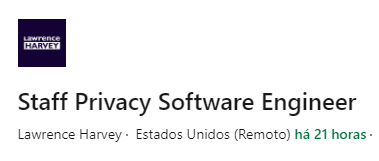 LAWRENCE
HARVEY
Staff Privacy Software Engineer
Lawrence Harvey · Estados Unidos (Remoto) há 21 horas ·